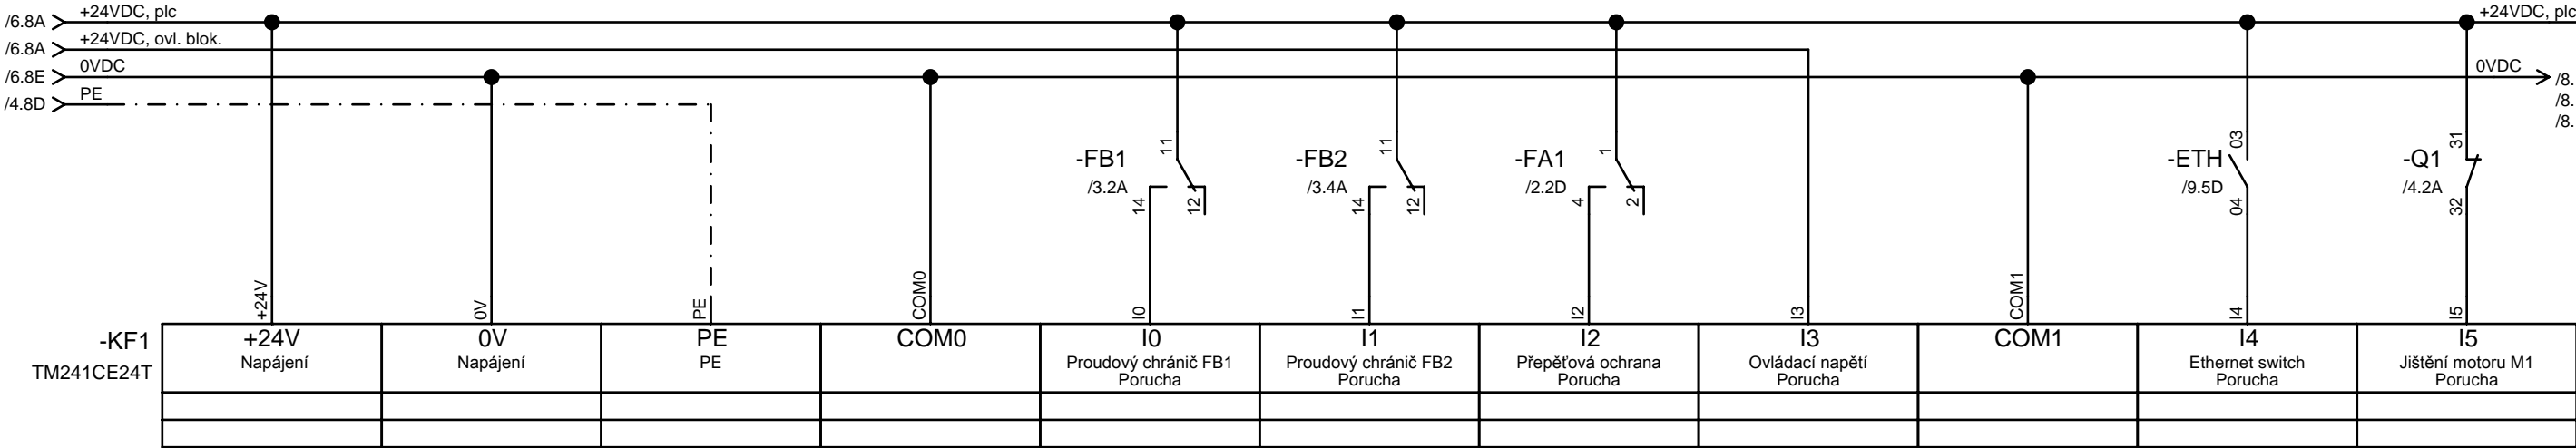 /6.8A
+24VDC, plc
+24VDC, plc
/6.8A
+24VDC, ovl. blok.
/6.8E
0VDC
0VDC
/8.
/4.8D
PE
/8.
/8.
-FB1
/3.2A
11
14
12
-FB2
/3.4A
11
14
12
-FA1
/2.2D
1
4
2
-ETH
/9.5D
03
04
-Q1
/4.2A
31
32
+24V
0V
PE
COM0
I0
I1
I2
I3
COM1
I4
I5
-KF1
TM241CE24T
+24V
Napájení
0V
Napájení
PE
PE
COM0
I0
Proudový chránič FB1
Porucha
I1
Proudový chránič FB2
Porucha
I2
Přepěťová ochrana
Porucha
I3
Ovládací napětí
Porucha
COM1
I4
Ethernet switch
Porucha
I5
Jištění motoru M1
Porucha